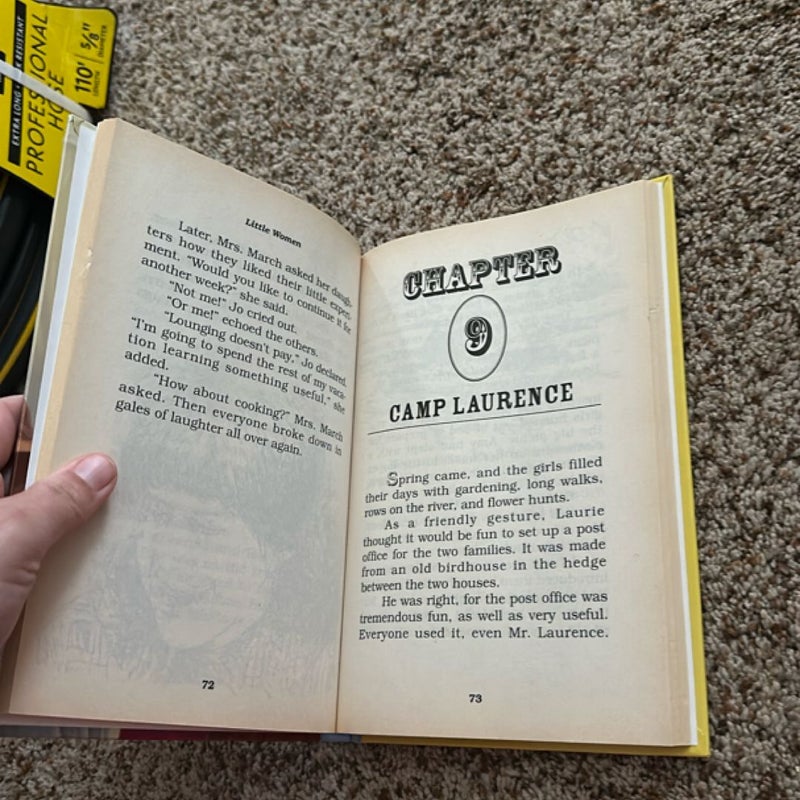 EXTRA LONG
RESISTANT
PROFESSIONAL
HOSE
110'
LENGTH
5/8"
DIAMETER
Little Women
Later, Mrs. March asked her daugh-
ters how they liked their little experi-
ment. "Would you like to continue it for
another week?" she said.
"Not me!" Jo cried out.
"Or me!" echoed the others.
"Lounging doesn't pay," Jo declared.
"I'm going to spend the rest of my vaca-
tion learning something useful," she
added.
"How about cooking?" Mrs. March
asked. Then everyone broke down in
gales of laughter all over again.
72
CHAPTER
9
CAMP LAURENCE
Spring came, and the girls filled
their days with gardening, long walks,
rows on the river, and flower hunts.
As a friendly gesture, Laurie
thought it would be fun to set up a post
office for the two families. It was made
from an old birdhouse in the hedge
between the two houses.
He was right, for the post office was
tremendous fun, as well as very useful.
Everyone used it, even Mr. Laurence.
73